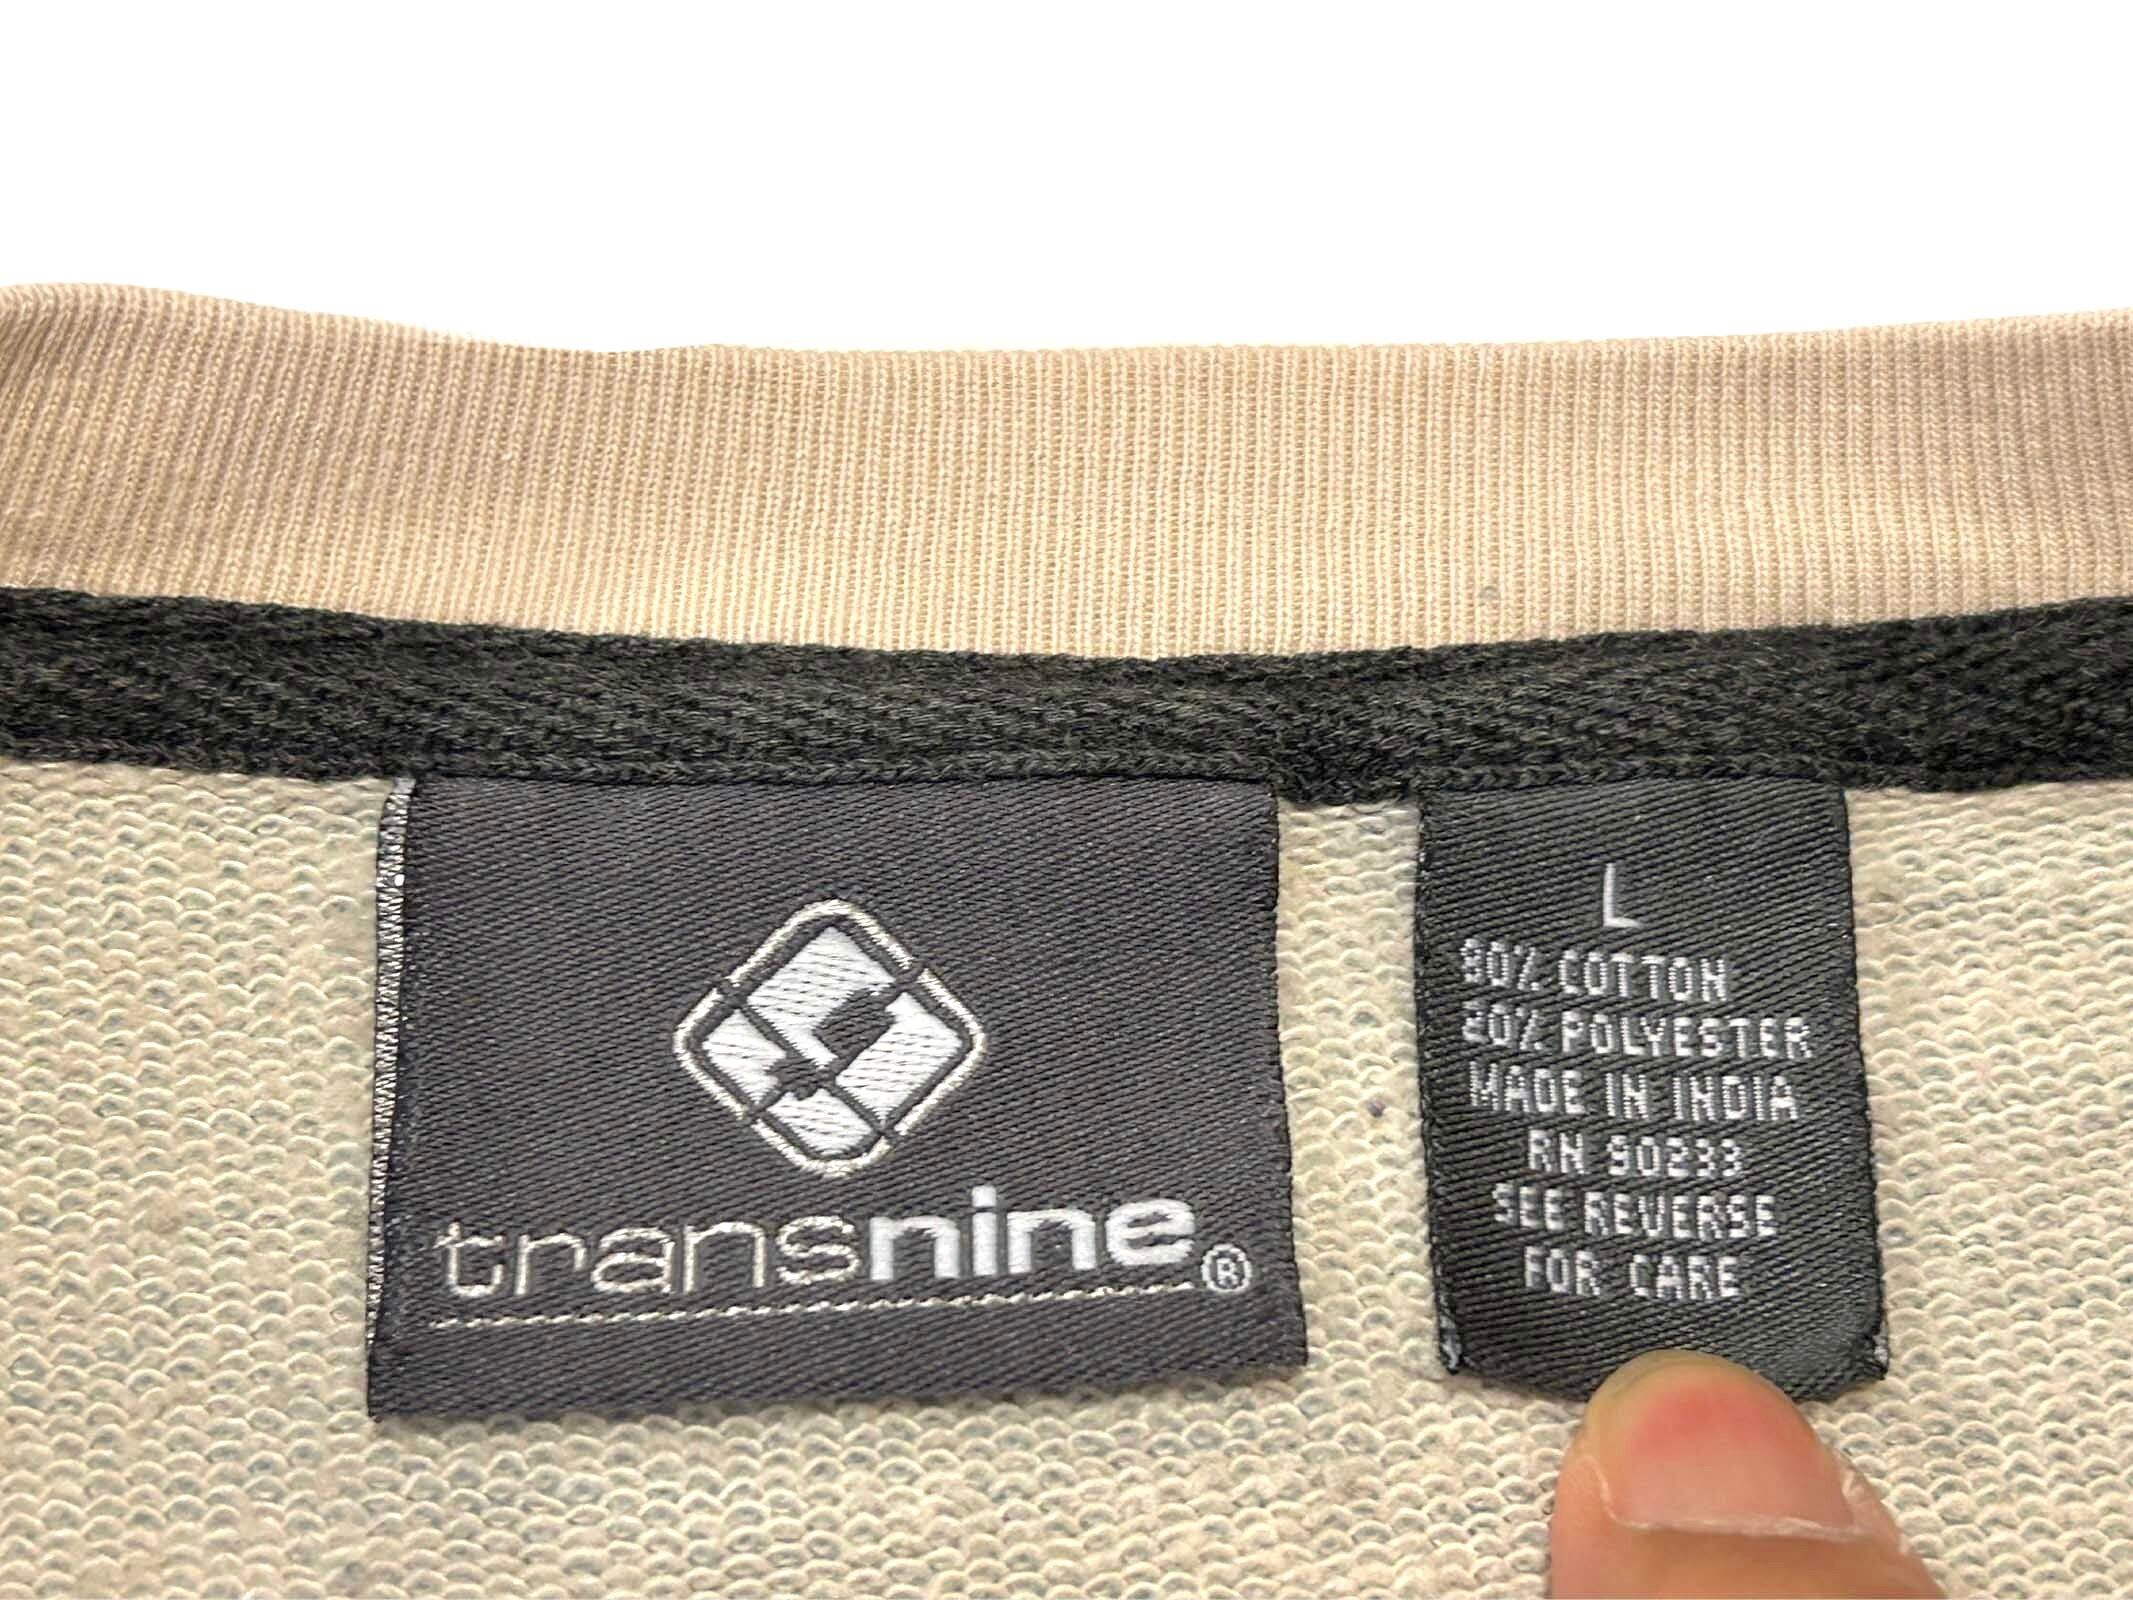 transnine®
L
80% COTTON
20% POLYESTER
MADE IN INDIA
RN 90233
SEE REVERSE
FOR CARE